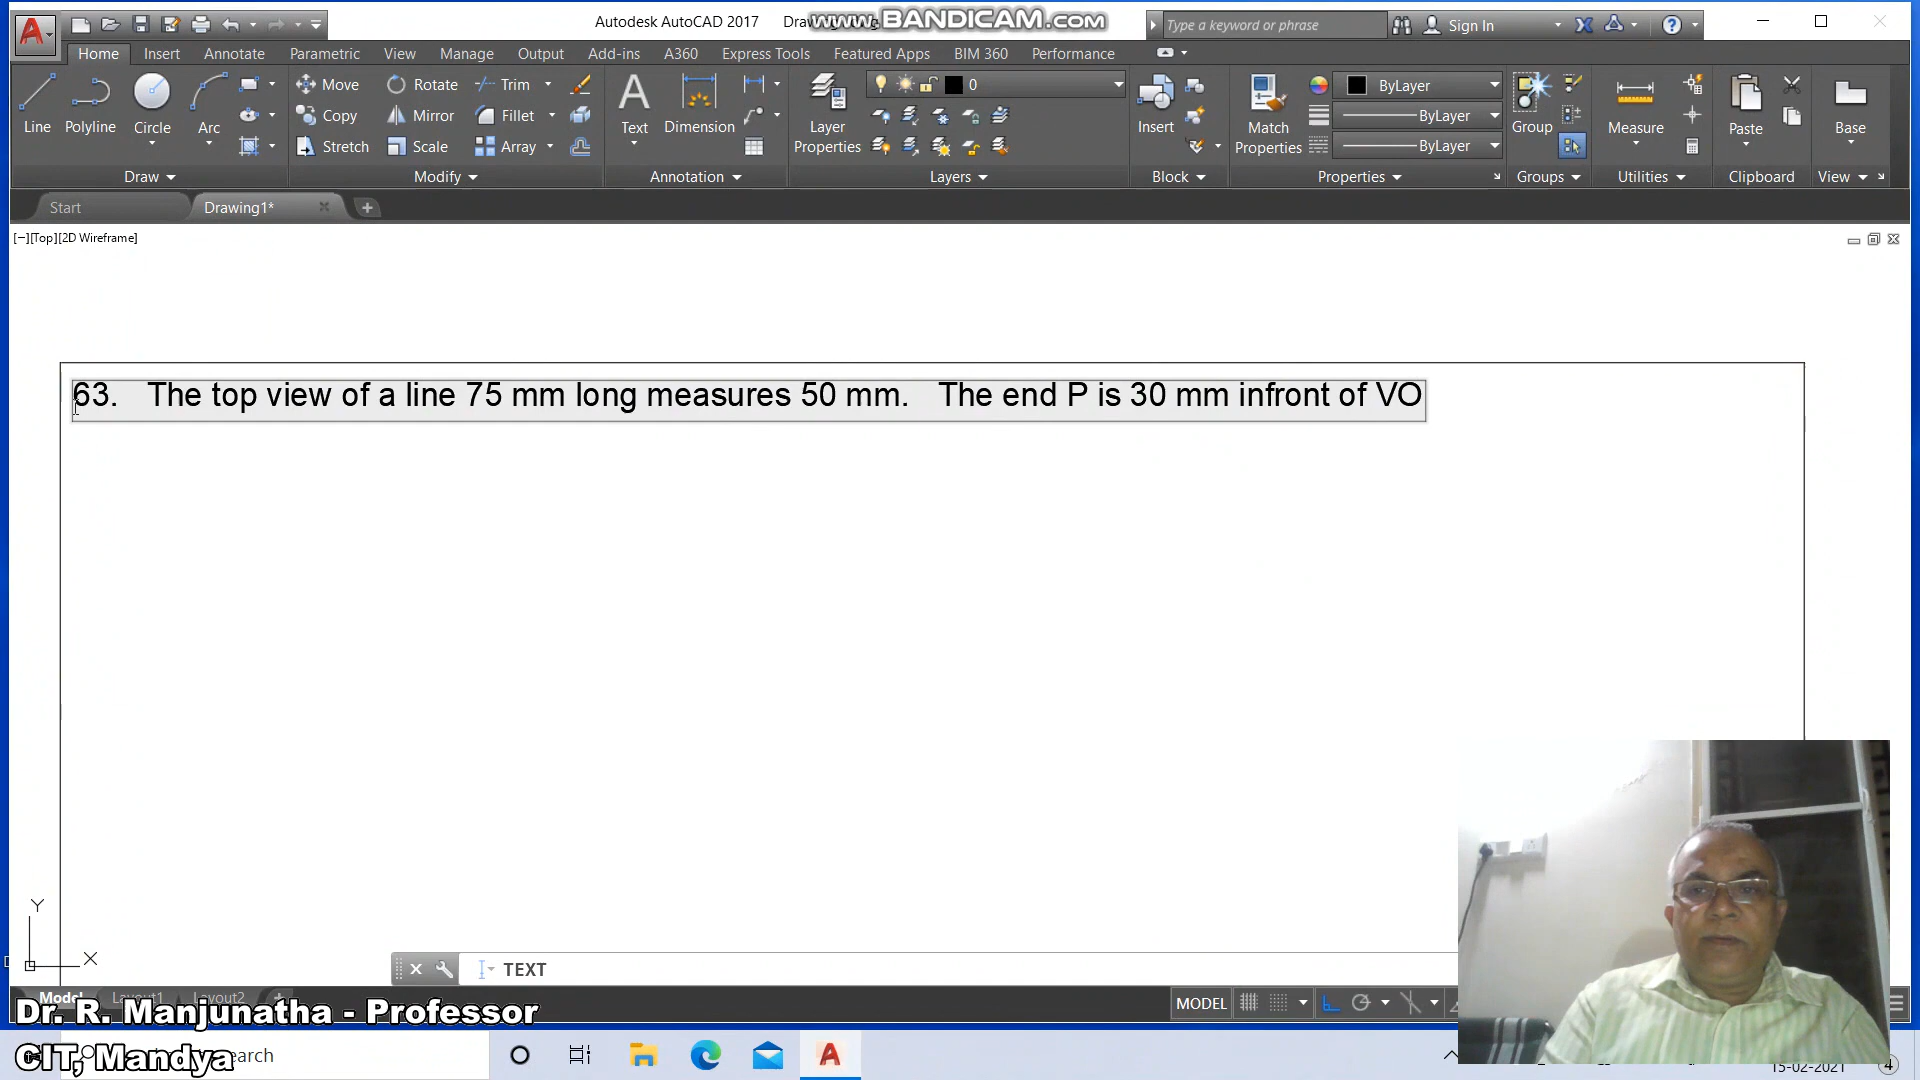 Autodesk AutoCAD 2017
www.BANDICAM.com
Type a keyword or phrase
Sign In
Home Insert Annotate Parametric View Manage Output Add-ins A360 Express Tools Featured Apps BIM 360 Performance
Line Polyline Circle Arc
Move Rotate Trim
Copy Mirror Fillet
Stretch Scale Array
Text Dimension
Layer Properties
0
Insert
Match Properties
ByLayer
ByLayer
ByLayer
Group
Measure
Paste
Base
Draw Modify Annotation Layers Block Properties Groups Utilities Clipboard View
Start Drawing1*
[−][Top][2D Wireframe]
63. The top view of a line 75 mm long measures 50 mm. The end P is 30 mm infront of VO
Y
X
TEXT
Model Layout1 Layout2
MODEL
Dr. R. Manjunatha - Professor
CIT, Mandya
15-02-2021
4